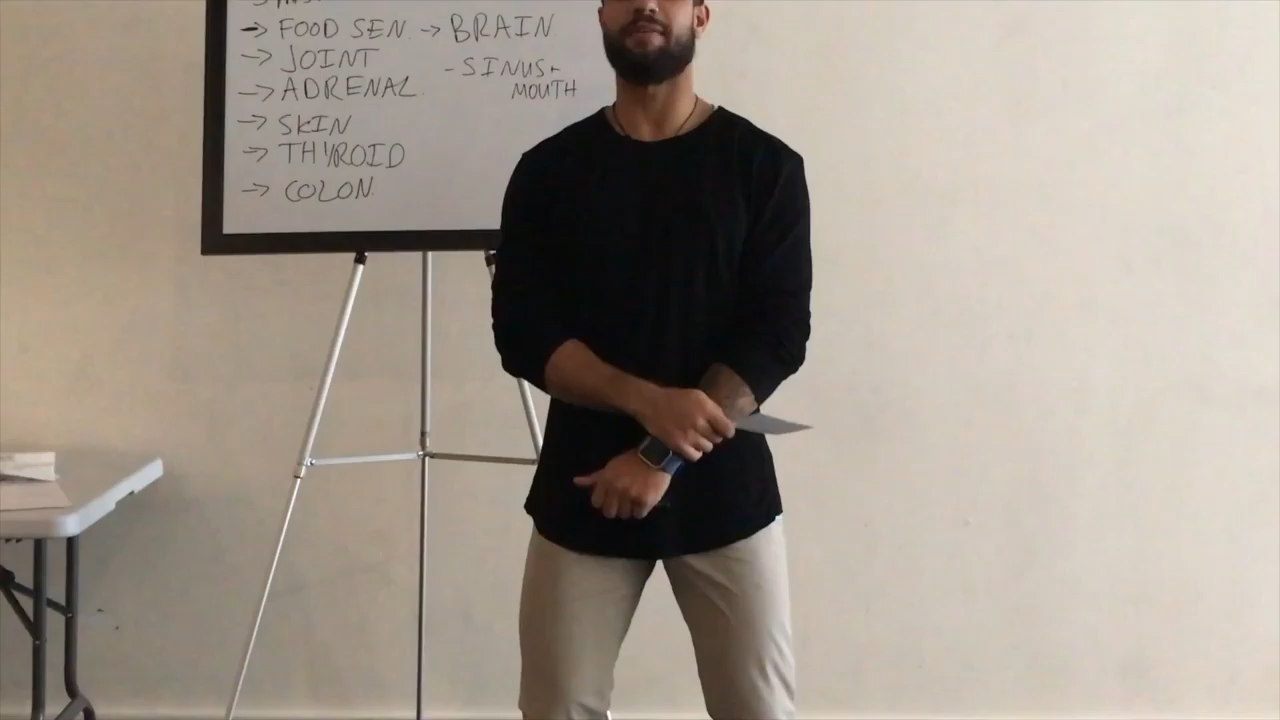 → FOOD SEN. → BRAIN
→ JOINT
- SINUS +
→ ADRENAL.
MOUTH
→ SKIN
→ THYROID
→ COLON.